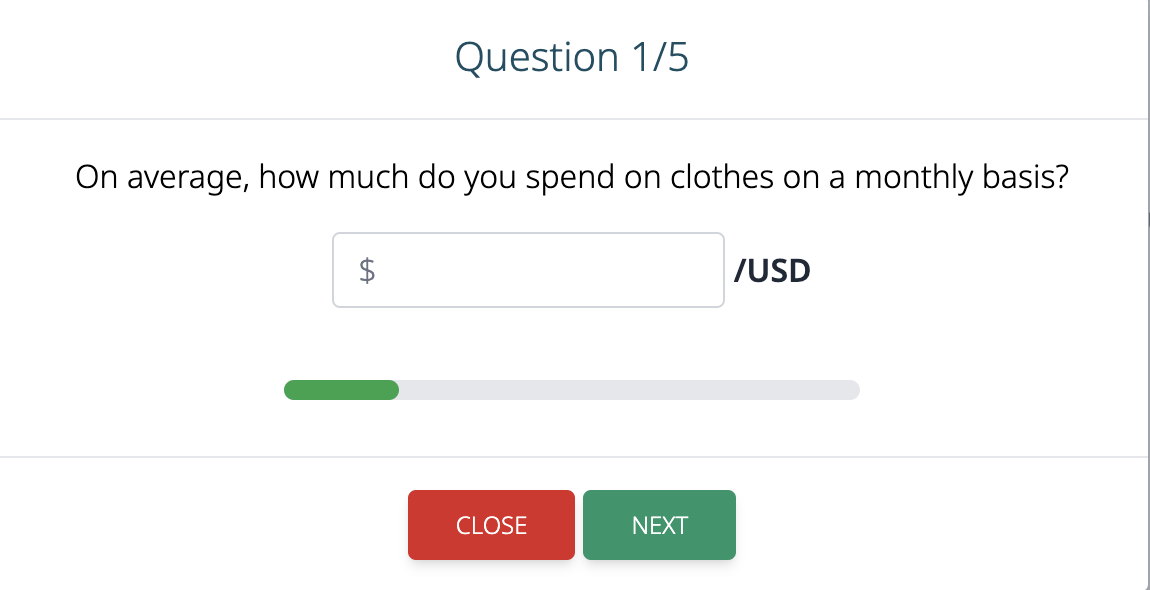 Question 1/5
On average, how much do you spend on clothes on a monthly basis?
$ /USD
CLOSE NEXT